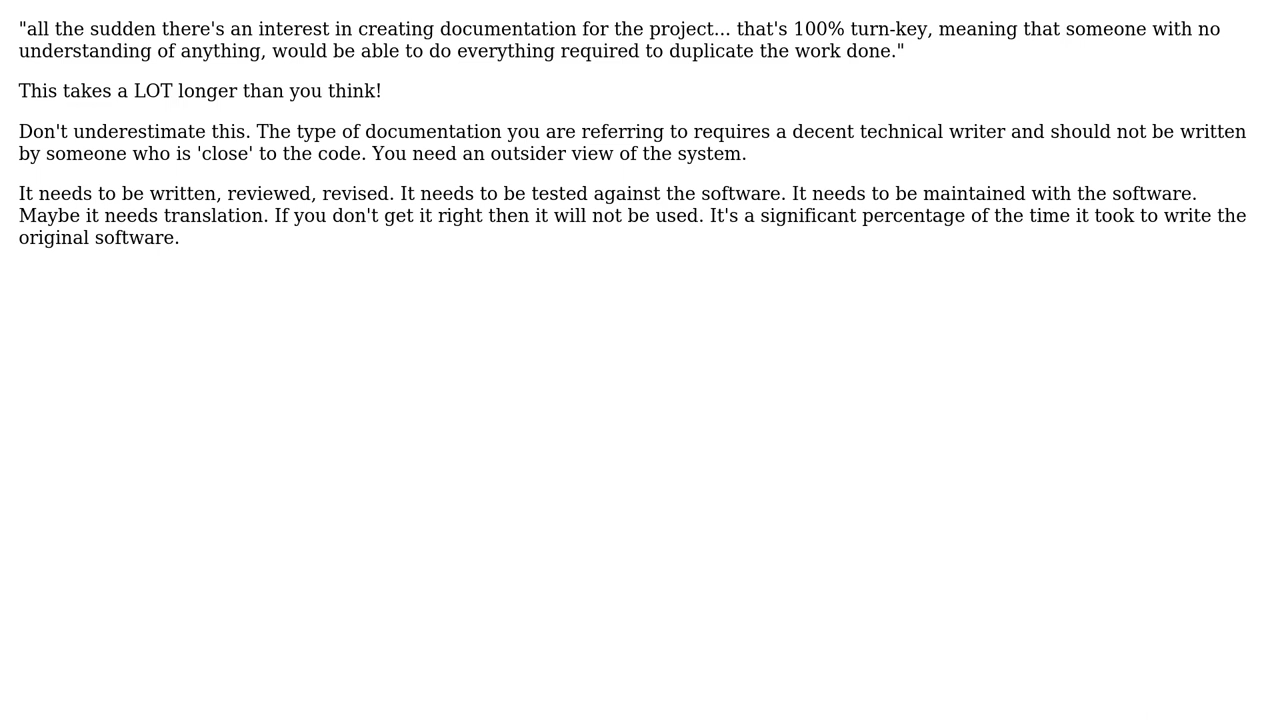 "all the sudden there's an interest in creating documentation for the project... that's 100% turn-key, meaning that someone with no
understanding of anything, would be able to do everything required to duplicate the work done."
This takes a LOT longer than you think!
Don't underestimate this. The type of documentation you are referring to requires a decent technical writer and should not be written
by someone who is 'close' to the code. You need an outsider view of the system.
It needs to be written, reviewed, revised. It needs to be tested against the software. It needs to be maintained with the software.
Maybe it needs translation. If you don't get it right then it will not be used. It's a significant percentage of the time it took to write the
original software.